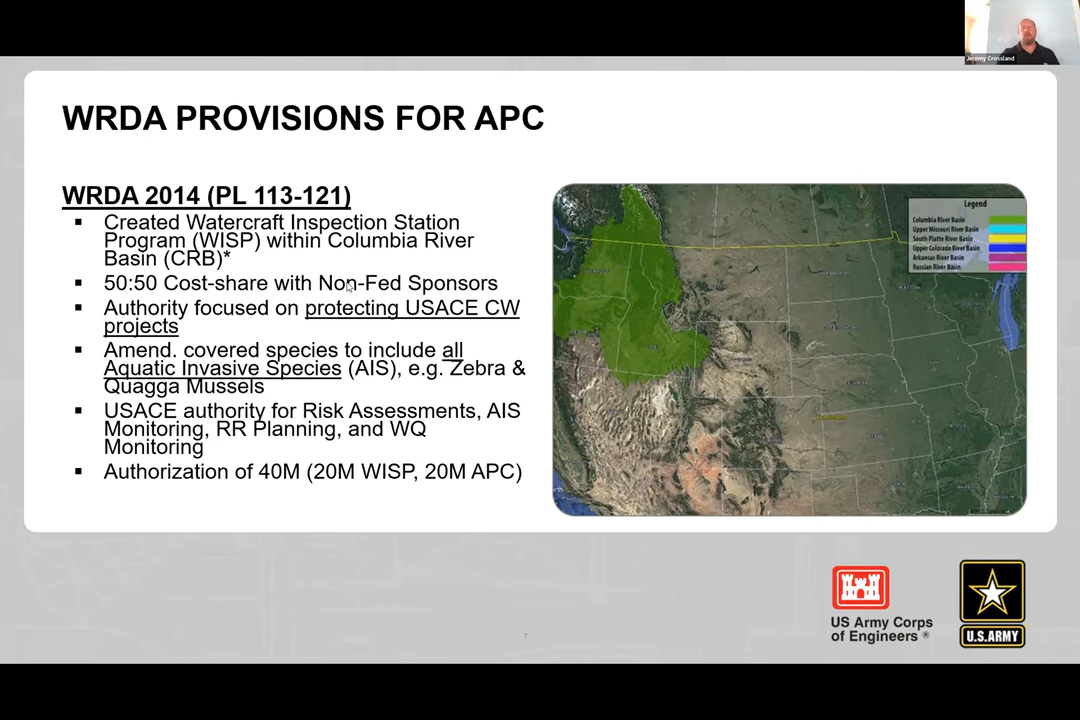 Jeremy Crossland
WRDA PROVISIONS FOR APC
WRDA 2014 (PL 113-121)
▪ Created Watercraft Inspection Station
Program (WISP) within Columbia River
Basin (CRB)*
▪ 50:50 Cost-share with Non-Fed Sponsors
▪ Authority focused on protecting USACE CW
projects
▪ Amend. covered species to include all
Aquatic Invasive Species (AIS), e.g. Zebra &
Quagga Mussels
▪ USACE authority for Risk Assessments, AIS
Monitoring, RR Planning, and WQ
Monitoring
▪ Authorization of 40M (20M WISP, 20M APC)
Legend
Columbia River Basin
Upper Missouri River Basin
South Platte River Basin
Upper Colorado River Basin
Arkansas River Basin
Russian River Basin
US Army Corps
of Engineers ®
U.S.ARMY
7